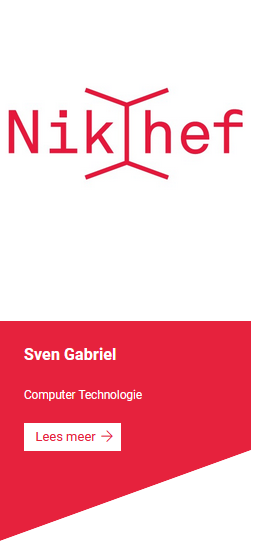 Nikhef
Sven Gabriel
Computer Technologie
Lees meer →